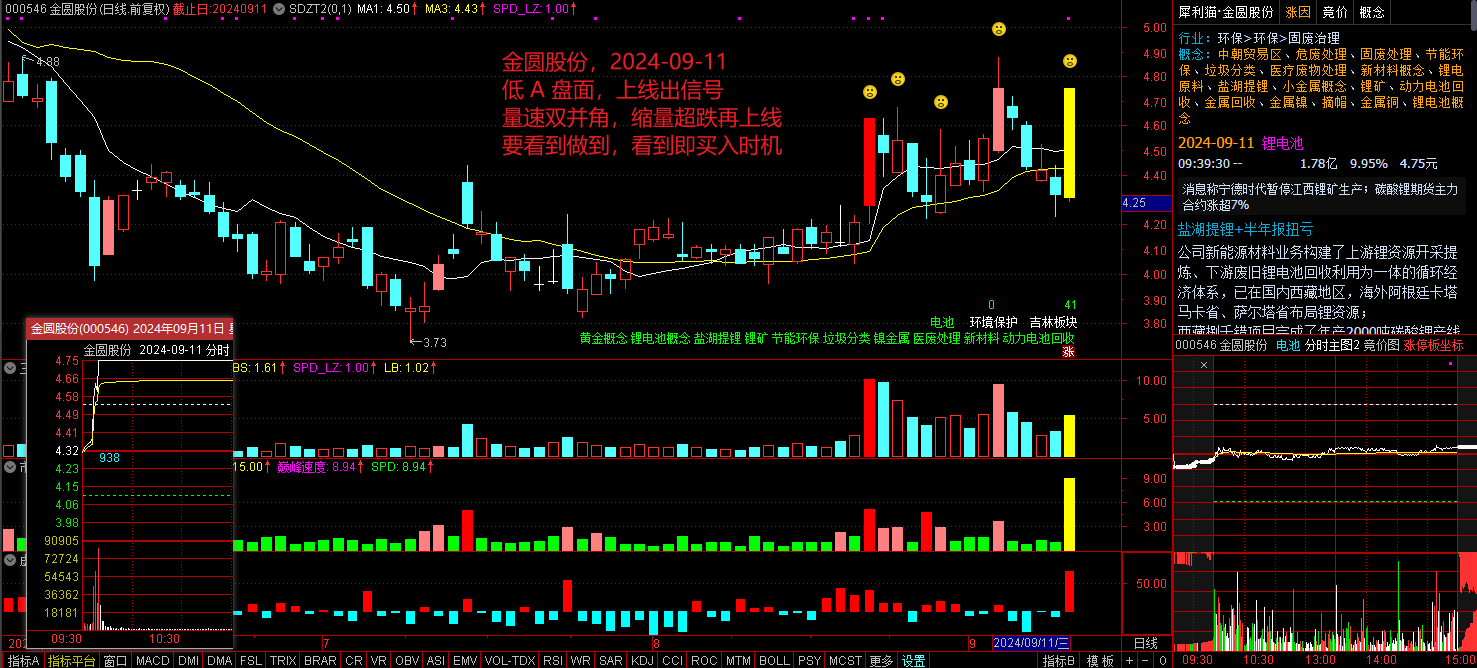 000546 金圆股份(日线.前复权) 截止日:20240911 SDZT2(0,1) MA1: 4.50↑ MA3: 4.43↑ SPD_LZ: 1.00↑
金圆股份，2024-09-11
低 A 盘面，上线出信号
量速双并角，缩量超跌再上线
要看到做到，看到即买入时机
4.88
3.73
5.00
4.90
4.80
4.70
4.60
4.50
4.40
4.25
4.20
4.10
4.00
3.90
3.80
0 41
电池 环境保护 吉林板块
黄金概念 锂电池概念 盐湖提锂 锂矿 节能环保 垃圾分类 镍金属 医废处理 新材料 动力电池回收
涨
BS: 1.61↑ SPD_LZ: 1.00↑ LB: 1.02↑
10.00
5.00
15.00↑ 巅峰速度: 8.94↑ SPD: 8.94↑
9.00
6.00
3.00
50.00
金圆股份(000546) 2024年09月11日
金圆股份 2024-09-11 分时
4.75
4.66
4.58
4.49
4.41
4.32
4.23
4.15
4.06
3.98
938
90905
72724
54543
36362
18181
09:30 10:30
7 8 9 2024/09/11/三 日线
指标A 指标平台 窗口 MACD DMI DMA FSL TRIX BRAR CR VR OBV ASI EMV VOL-TDX RSI WR SAR KDJ CCI ROC MTM BOLL PSY MCST 更多 设置 指标B 模板 + - 0
犀利猫·金圆股份 涨因 竞价 概念
行业: 环保>环保>固废治理
概念: 中朝贸易区、危废处理、固废处理、节能环
保、垃圾分类、医疗废物处理、新材料概念、锂电
原料、盐湖提锂、小金属概念、锂矿、动力电池回
收、金属回收、金属镍、摘帽、金属铜、锂电池概
念
2024-09-11 锂电池
09:39:30 -- 1.78亿 9.95% 4.75元
消息称宁德时代暂停江西锂矿生产；碳酸锂期货主力
合约涨超7%
盐湖提锂+半年报扭亏
公司新能源材料业务构建了上游锂资源开采提
炼、下游废旧锂电池回收利用为一体的循环经
济体系，已在国内西藏地区，海外阿根廷卡塔
马卡省、萨尔塔省布局锂资源；
西藏捌千错项目完成了年产2000吨碳酸锂产线
000546 金圆股份 电池 分时主图2 竞价图 涨停板坐标
09:30 10:30 13:00 14:00